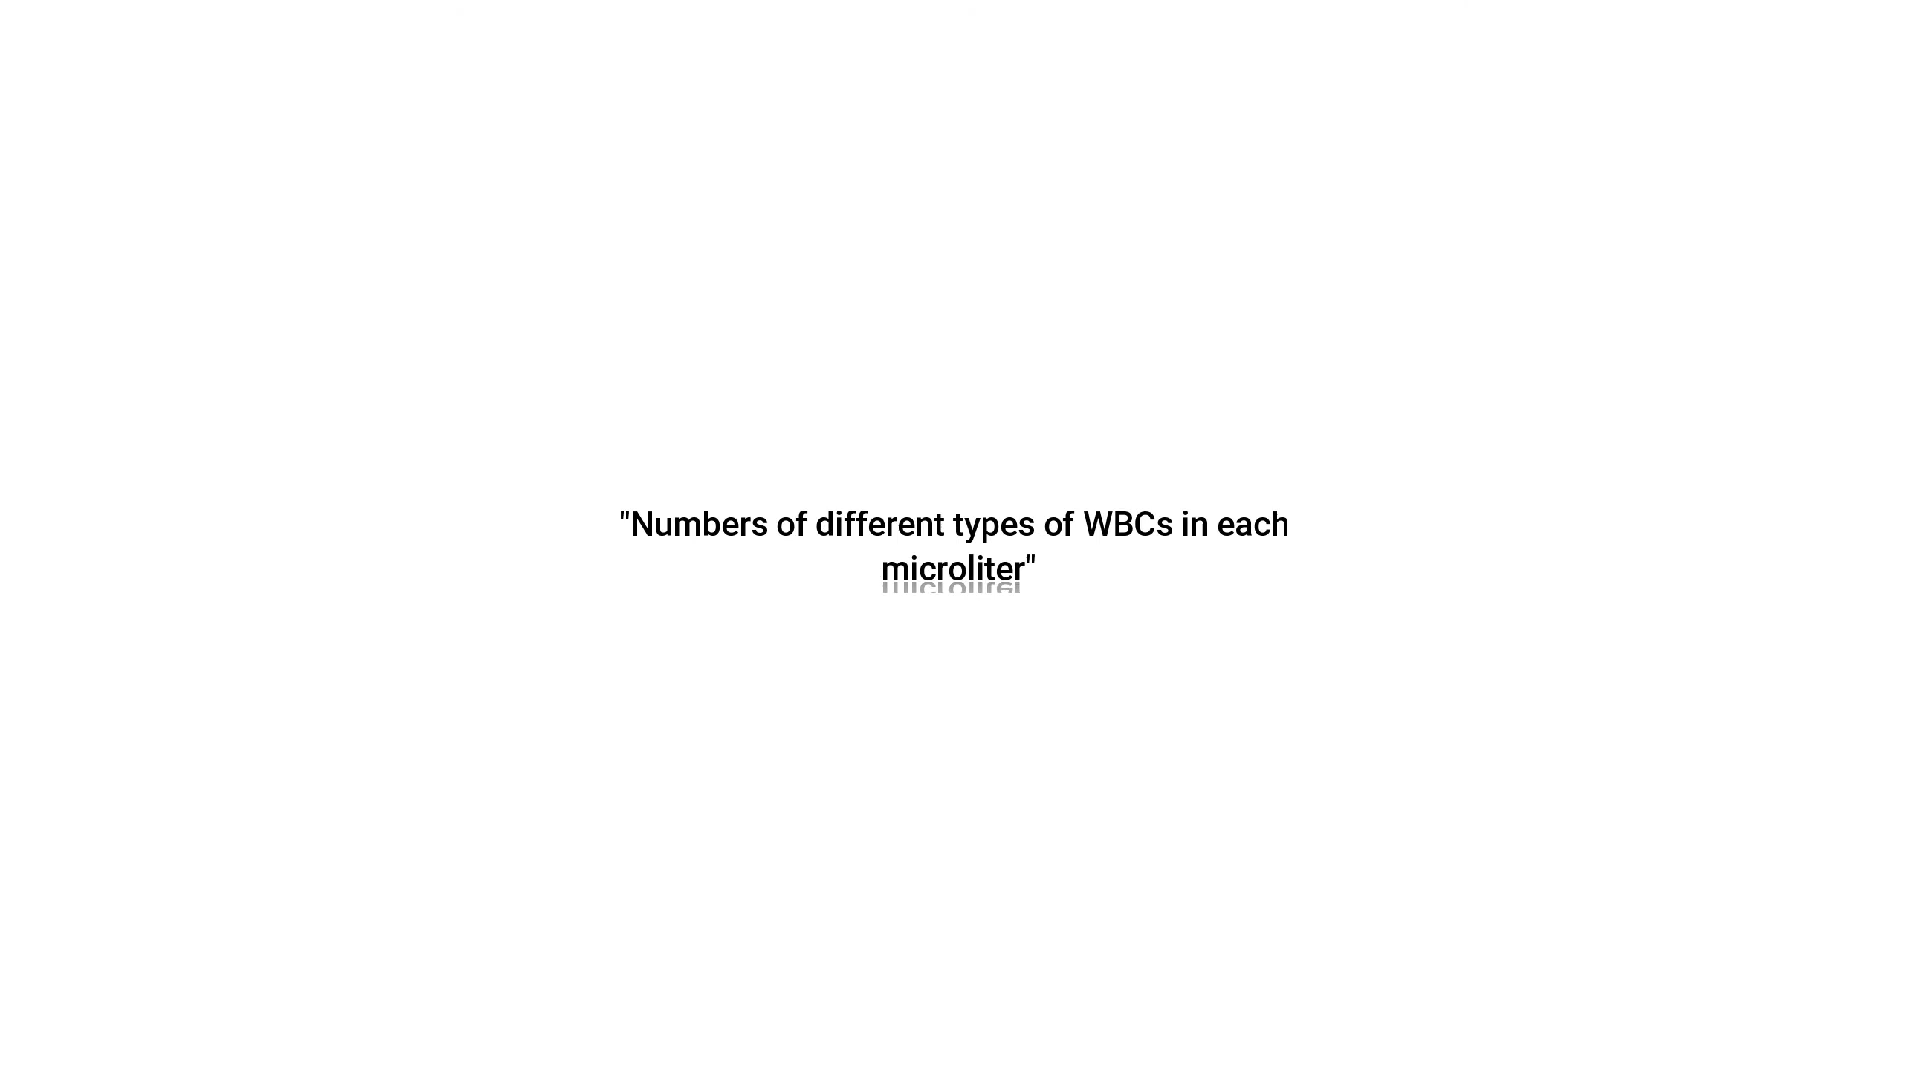 "Numbers of different types of WBCs in each
microliter"